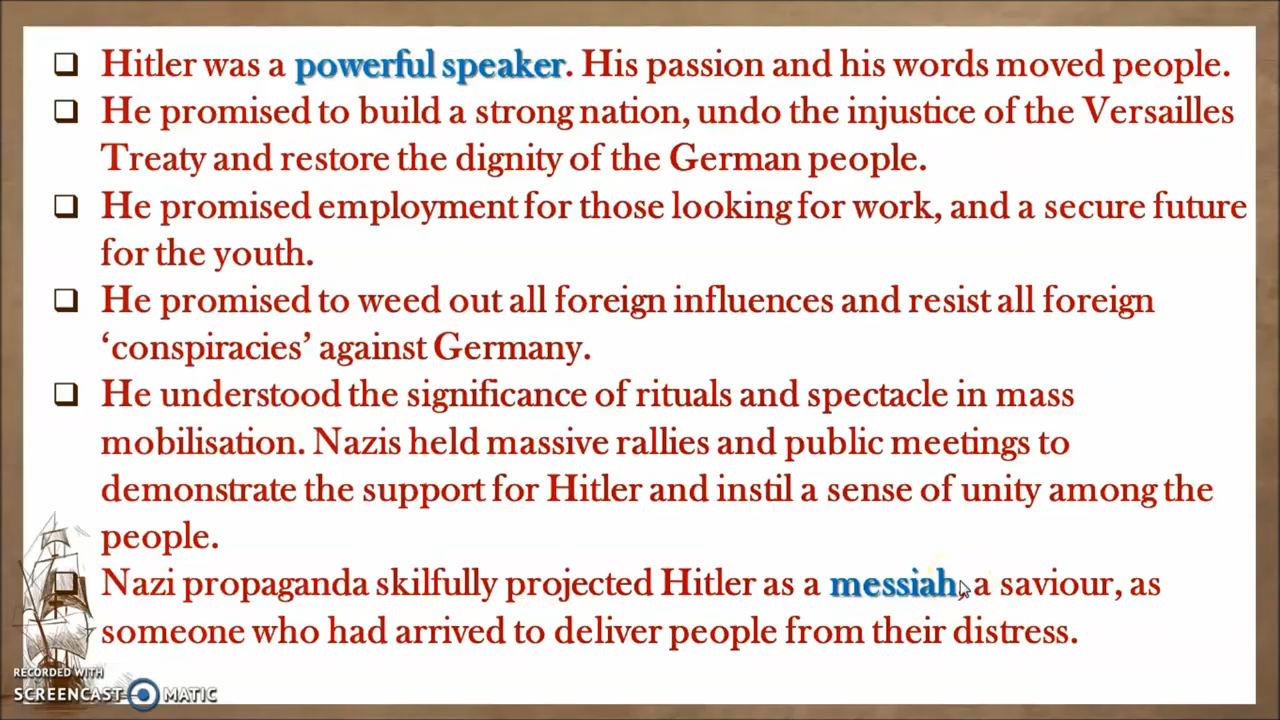 ❑ Hitler was a powerful speaker. His passion and his words moved people.
❑ He promised to build a strong nation, undo the injustice of the Versailles
Treaty and restore the dignity of the German people.
❑ He promised employment for those looking for work, and a secure future
for the youth.
❑ He promised to weed out all foreign influences and resist all foreign
‘conspiracies’ against Germany.
❑ He understood the significance of rituals and spectacle in mass
mobilisation. Nazis held massive rallies and public meetings to
demonstrate the support for Hitler and instil a sense of unity among the
people.
❑ Nazi propaganda skilfully projected Hitler as a messiah, a saviour, as
someone who had arrived to deliver people from their distress.
RECORDED WITH
SCREENCAST MATIC